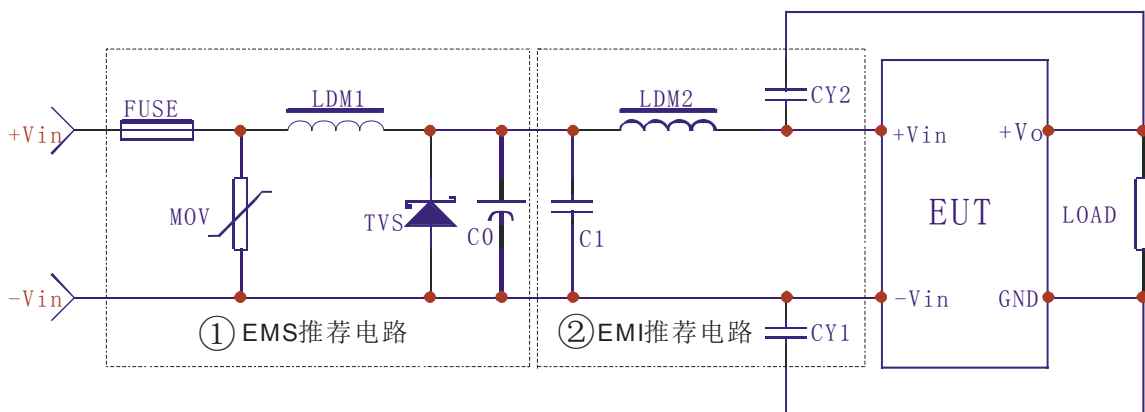 FUSE
LDM1
LDM2
CY2
+Vin
+Vin
+Vo
MOV
TVS
C0
C1
EUT
LOAD
-Vin
-Vin
GND
①EMS推荐电路
②EMI推荐电路
CY1